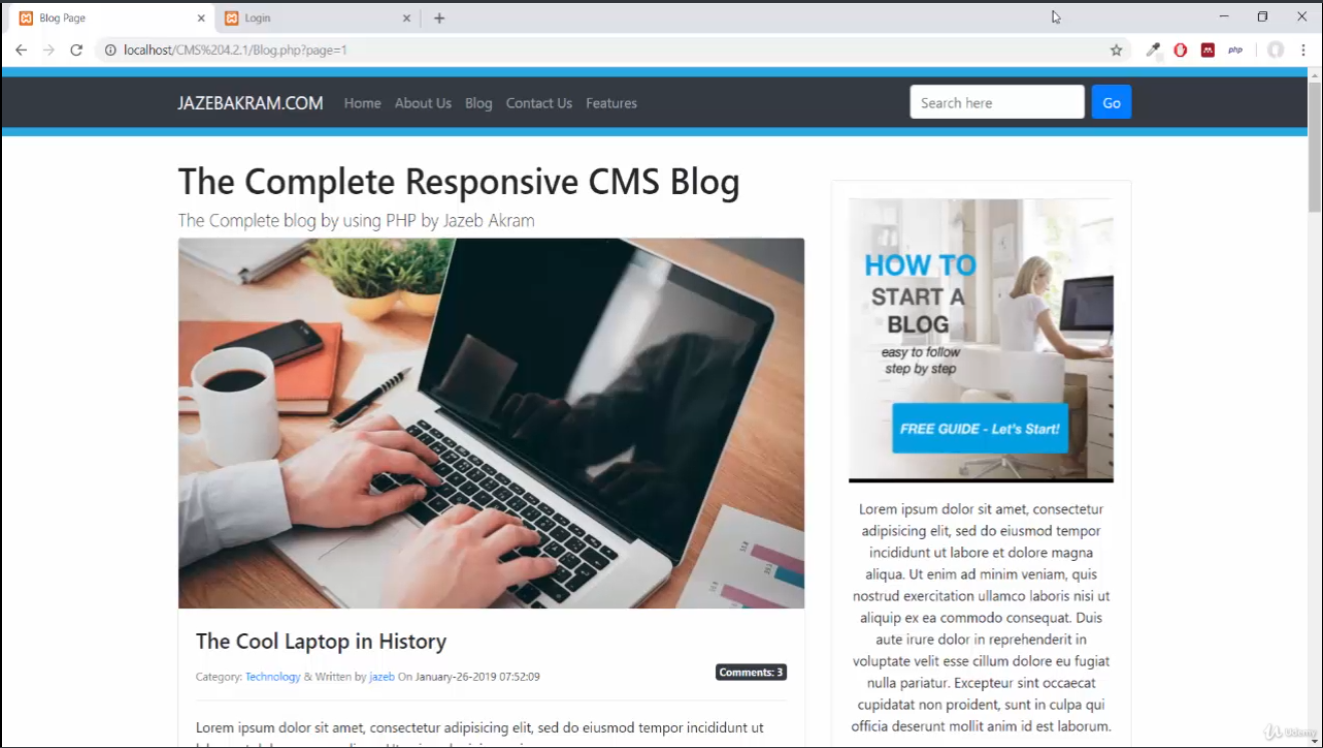 Blog Page
Login
localhost/CMS%204.2.1/Blog.php?page=1
php
JAZEBAKRAM.COM Home About Us Blog Contact Us Features
Search here
Go
The Complete Responsive CMS Blog
The Complete blog by using PHP by Jazeb Akram
The Cool Laptop in History
Category: Technology & Written by jazeb On January-26-2019 07:52:09
Comments: 3
Lorem ipsum dolor sit amet, consectetur adipisicing elit, sed do eiusmod tempor incididunt ut
HOW TO
START A
BLOG
easy to follow
step by step
FREE GUIDE - Let's Start!
Lorem ipsum dolor sit amet, consectetur
adipisicing elit, sed do eiusmod tempor
incididunt ut labore et dolore magna
aliqua. Ut enim ad minim veniam, quis
nostrud exercitation ullamco laboris nisi ut
aliquip ex ea commodo consequat. Duis
aute irure dolor in reprehenderit in
voluptate velit esse cillum dolore eu fugiat
nulla pariatur. Excepteur sint occaecat
cupidatat non proident, sunt in culpa qui
officia deserunt mollit anim id est laborum.
Udemy